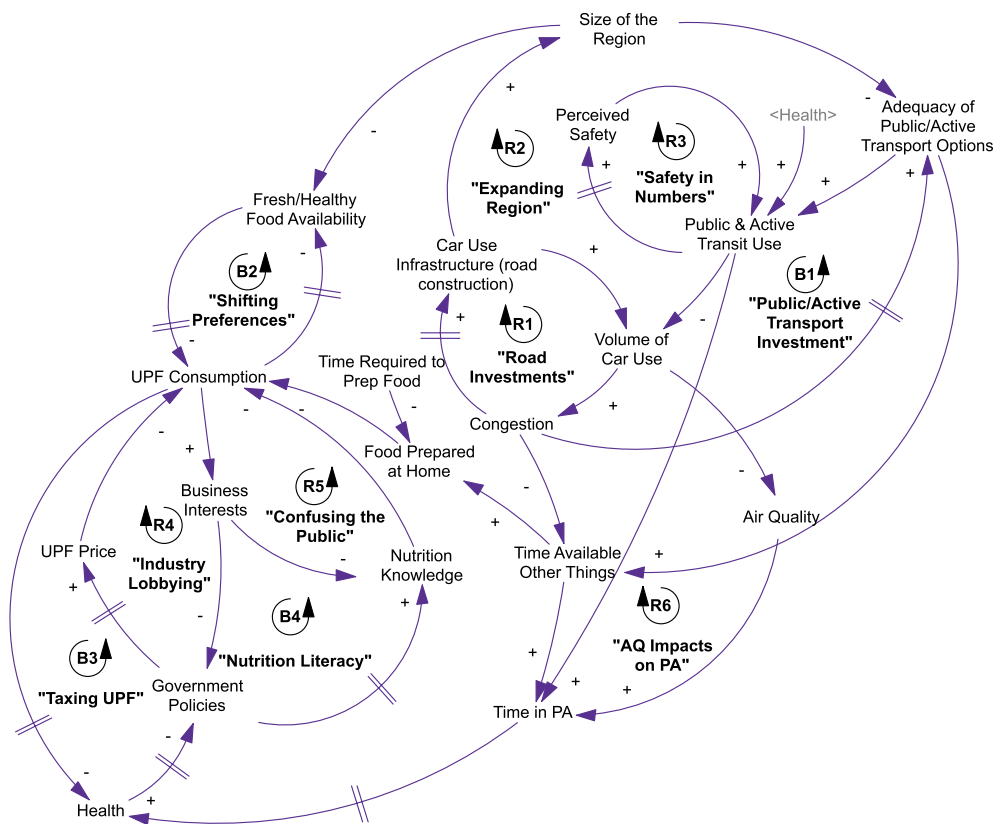 Size of the
Region
Adequacy of
Public/Active
Transport Options
<Health>
Perceived
Safety
R3
"Safety in
Numbers"
R2
"Expanding
Region"
Fresh/Healthy
Food Availability
Public & Active
Transit Use
Car Use
Infrastructure (road
construction)
B2
"Shifting
Preferences"
B1
"Public/Active
Transport
Investment"
R1
"Road
Investments"
Volume of
Car Use
UPF Consumption
Time Required to
Prep Food
Congestion
Food Prepared
at Home
Business
Interests
R5
"Confusing the
Public"
Air Quality
R4
"Industry
Lobbying"
UPF Price
Nutrition
Knowledge
Time Available
Other Things
R6
"AQ Impacts
on PA"
B4
"Nutrition Literacy"
B3
"Taxing UPF"
Government
Policies
Time in PA
Health
+
-
-
+
+
+
+
+
-
+
-
+
-
-
+
-
-
-
+
-
+
-
-
+
-
+
+
+
-
+
+
+
-
-
+